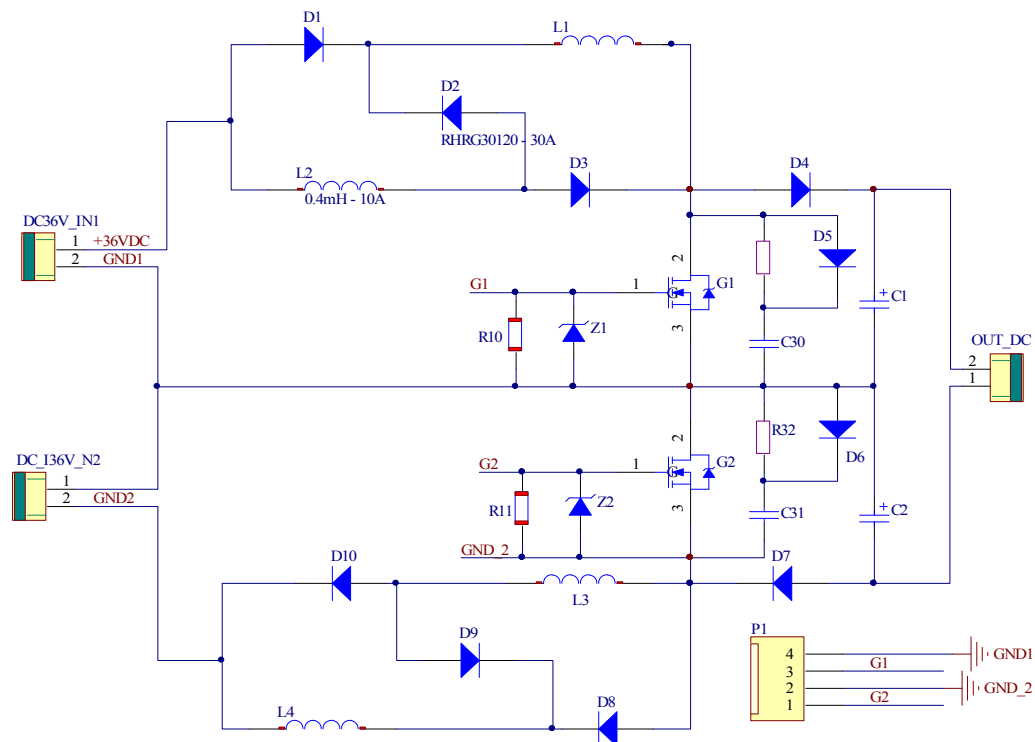 D1
L1
D2
RHRG30120 - 30A
L2
0.4mH - 10A
D3
D4
DC36V_IN1
1 +36VDC
2 GND1
D5
2
G1
1
G1
3
R10
Z1
C30
+
C1
OUT_DC
2
1
DC_I36V_N2
1
2 GND2
R32
D6
2
G2
1
G2
3
R11
Z2
C31
+
C2
GND_2
D10
L3
D7
D9
L4
D8
P1
4 GND1
3 G1
2 GND_2
1 G2